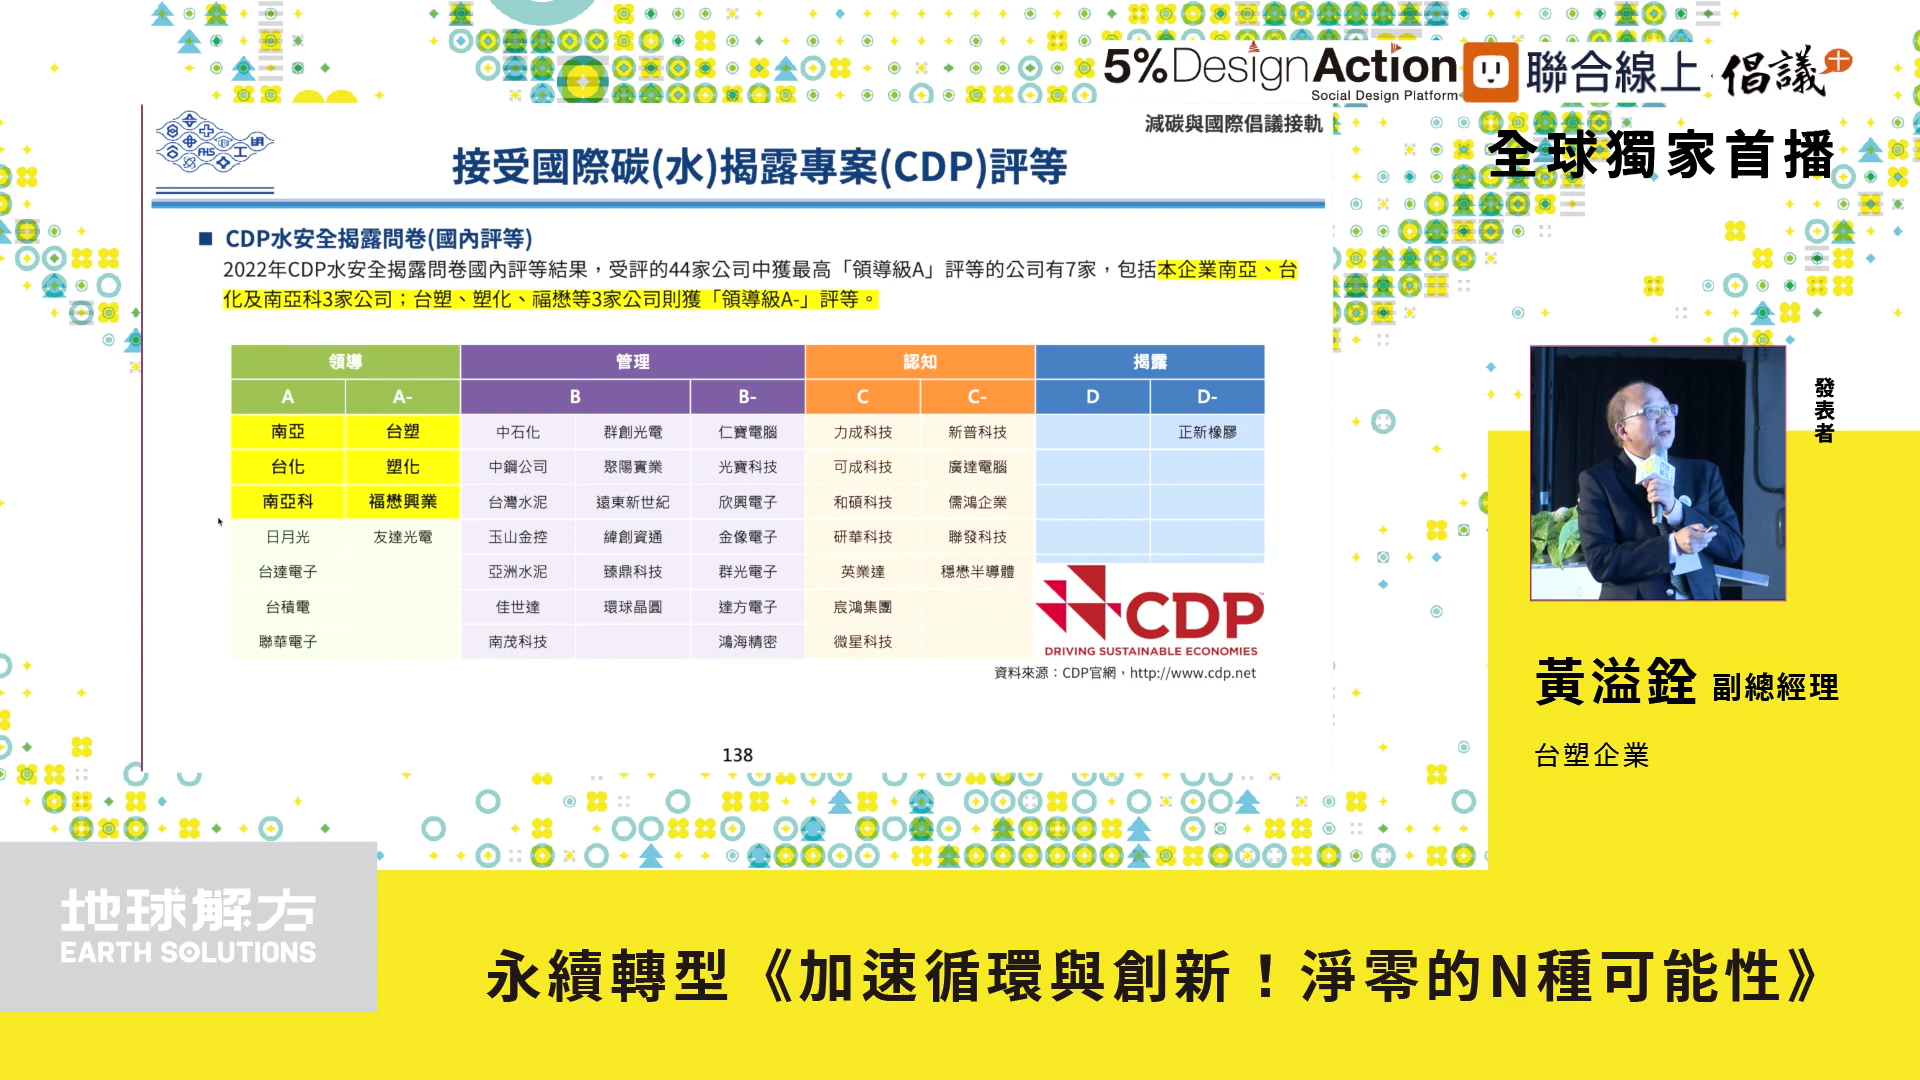 5%DesignAction
Social Design Platform
聯合線上
倡議+
全球獨家首播
減碳與國際倡議接軌
FHS
明
工
接受國際碳(水)揭露專案(CDP)評等
■ CDP水安全揭露問卷(國內評等)
2022年CDP水安全揭露問卷國內評等結果，受評的44家公司中獲最高「領導級A」評等的公司有7家，包括本企業南亞、台
化及南亞科3家公司；台塑、塑化、福懋等3家公司則獲「領導級A-」評等。
領導 管理 認知 揭露
A A- B B- C C- D D-
南亞 台塑 中石化 群創光電 仁寶電腦 力成科技 新普科技 正新橡膠
台化 塑化 中鋼公司 聚陽實業 光寶科技 可成科技 廣達電腦
南亞科 福懋興業 台灣水泥 遠東新世紀 欣興電子 和碩科技 儒鴻企業
日月光 友達光電 玉山金控 緯創資通 金像電子 研華科技 聯發科技
台達電子 亞洲水泥 臻鼎科技 群光電子 英業達 穩懋半導體
台積電 佳世達 環球晶圓 達方電子 宸鴻集團
聯華電子 南茂科技 鴻海精密 微星科技
CDP
DRIVING SUSTAINABLE ECONOMIES
資料來源：CDP官網，http://www.cdp.net
138
發表者
黃溢銓 副總經理
台塑企業
地球解方
EARTH SOLUTIONS
永續轉型《加速循環與創新！淨零的N種可能性》